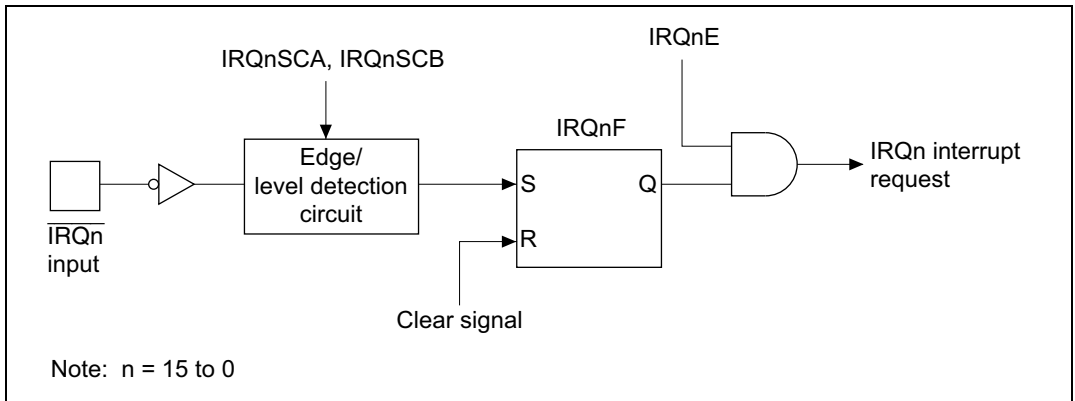 IRQnE
IRQnSCA, IRQnSCB
IRQnF
Edge/
level detection
circuit
S
Q
R
IRQn interrupt
request
IRQn
input
Clear signal
Note: n = 15 to 0